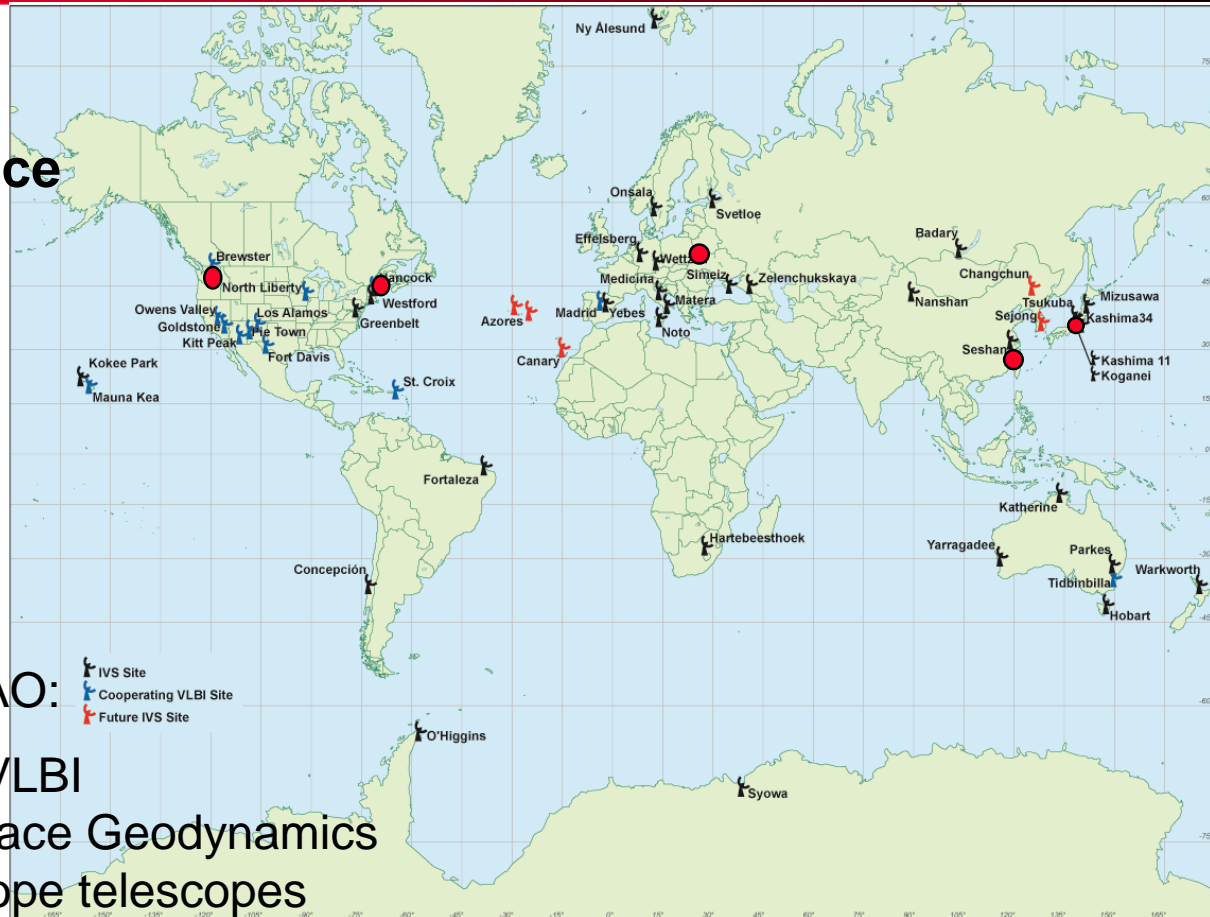 Ny Ålesund
ce
Onsala
Svetloe
Effelsberg
Badary
Brewster
Medicina
Simeiz
Zelenchukskaya
Changchun
Hancock
North Liberty
Nanshan
Mizusawa
Tsukuba
Westford
Matera
Owens Valley
Los Alamos
Madrid
Yebes
Sejong
Kashima34
Azores
Goldstone
Pie Town
Greenbelt
Noto
Kitt Peak
Fort Davis
Canary
Seshan
Kokee Park
Kashima 11
Koganei
St. Croix
Mauna Kea
Fortaleza
Katherine
Hartebeesthoek
Yarragadee
Parkes
Concepción
Tidbinbilla
Warkworth
Hobart
IVS Site
AO:
Cooperating VLBI Site
Future IVS Site
O'Higgins
VLBI
Syowa
ace Geodynamics
ope telescopes